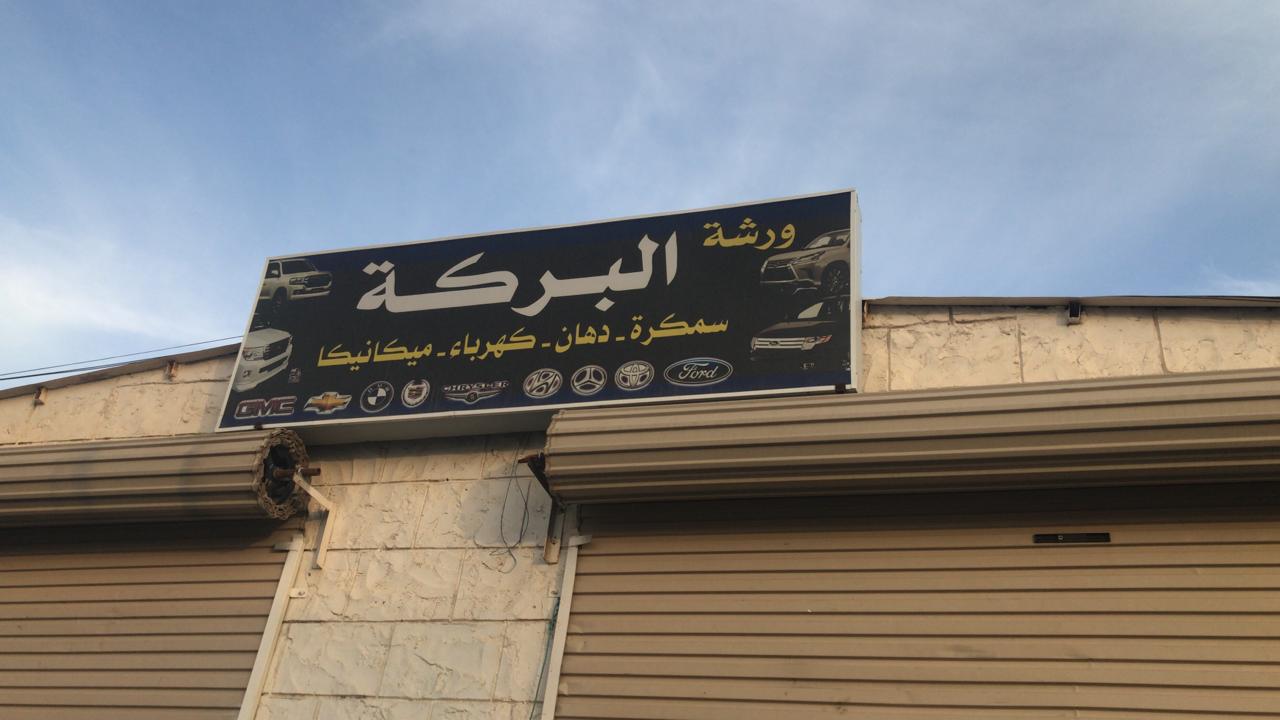 ورشة
البركة
سمكرة - دهان - كهرباء - ميكانيكا
GMC CHRYSLER Ford